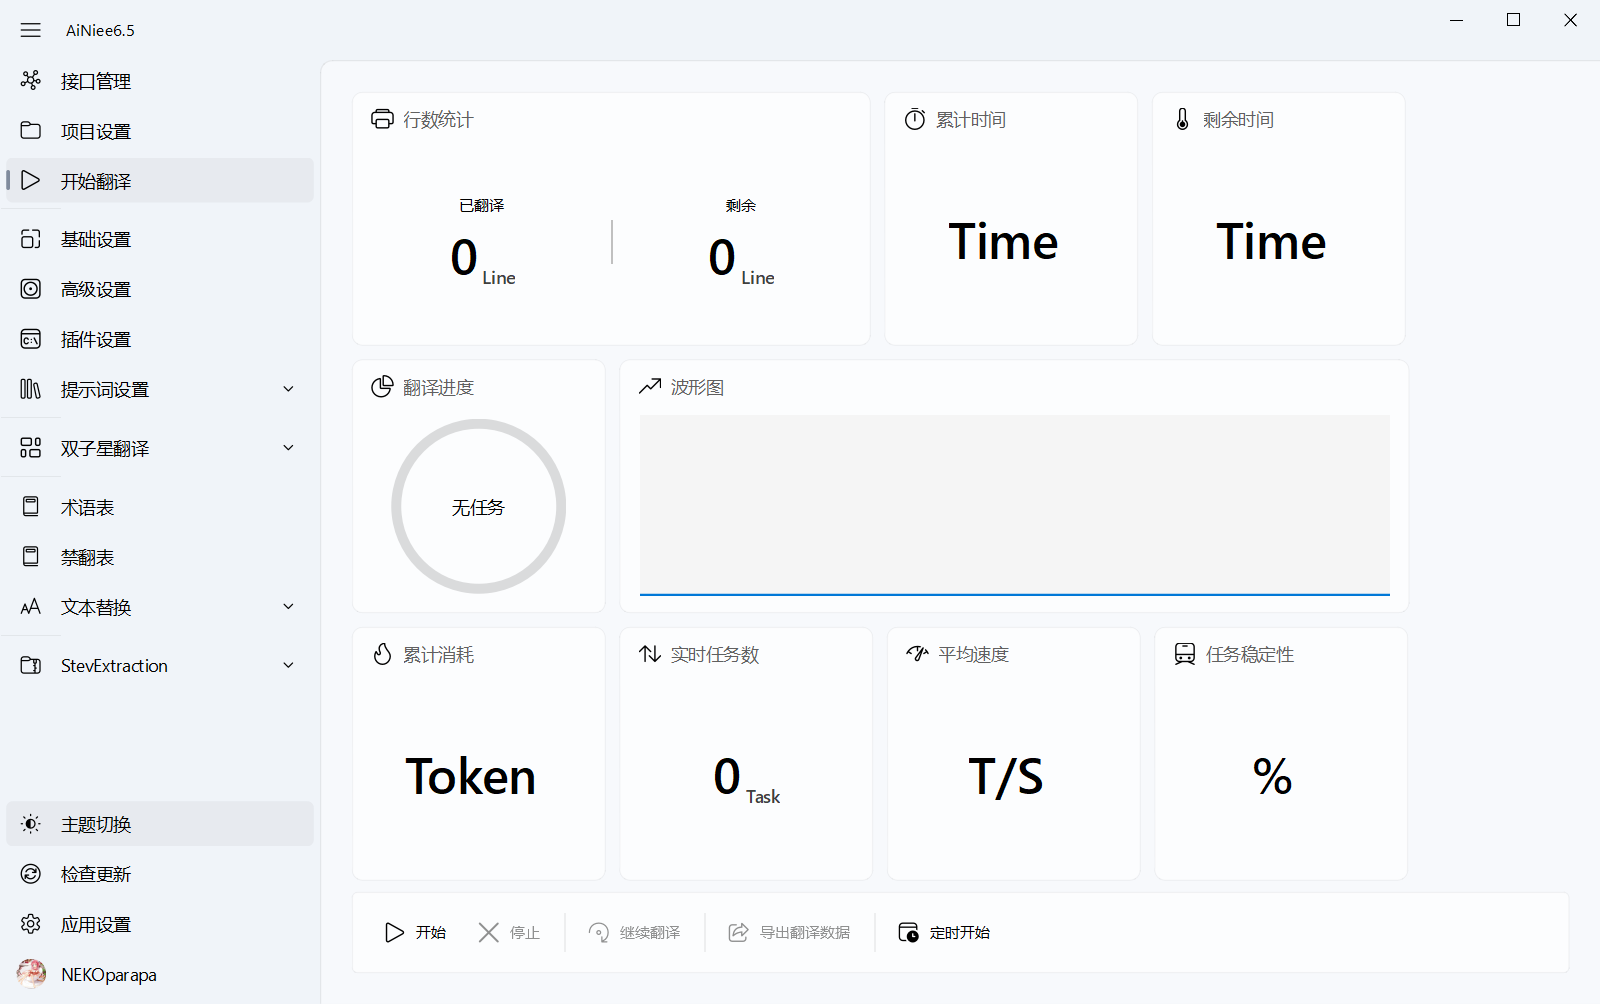 AiNiee6.5
接口管理
项目设置
开始翻译
基础设置
高级设置
插件设置
提示词设置
双子星翻译
术语表
禁翻表
文本替换
StevExtraction
主题切换
检查更新
应用设置
NEKOparapa
行数统计
已翻译
0 Line
剩余
0 Line
累计时间
Time
剩余时间
Time
翻译进度
无任务
波形图
累计消耗
Token
实时任务数
0 Task
平均速度
T/S
任务稳定性
%
开始
停止
继续翻译
导出翻译数据
定时开始